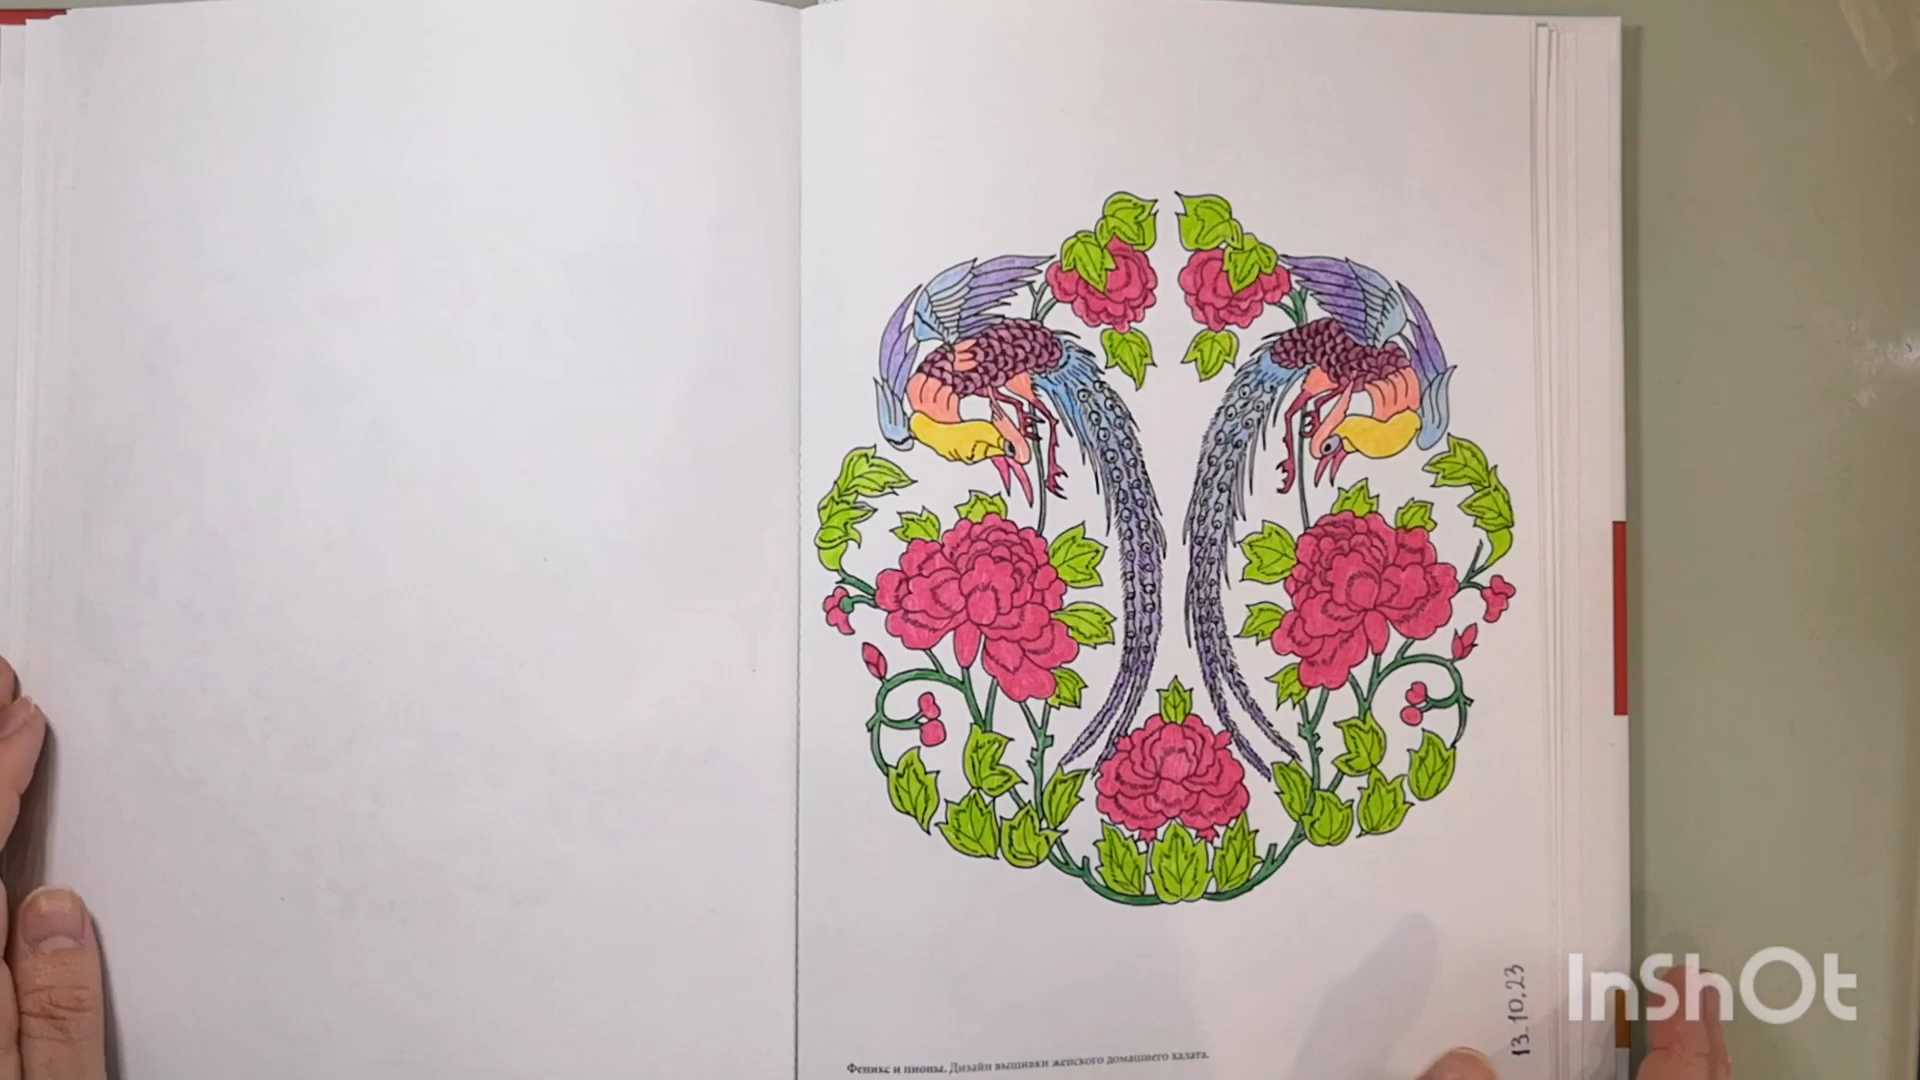 13.10.23
InShOt
Феникс и пионы. Дизайн вышивки женского домашнего халата.